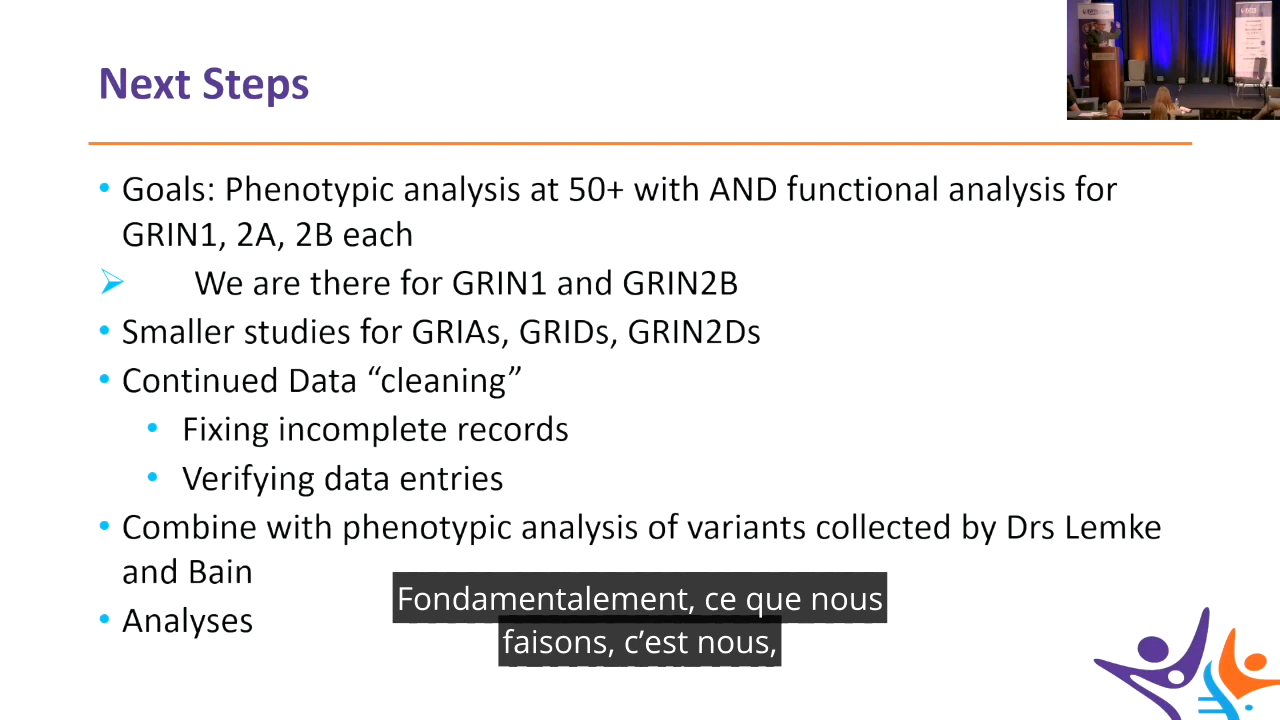 Next Steps
• Goals: Phenotypic analysis at 50+ with AND functional analysis for
GRIN1, 2A, 2B each
➢ We are there for GRIN1 and GRIN2B
• Smaller studies for GRIAs, GRIDs, GRIN2Ds
• Continued Data “cleaning”
• Fixing incomplete records
• Verifying data entries
• Combine with phenotypic analysis of variants collected by Drs Lemke
and Bain
• Analyses
Fondamentalement, ce que nous
faisons, c’est nous,